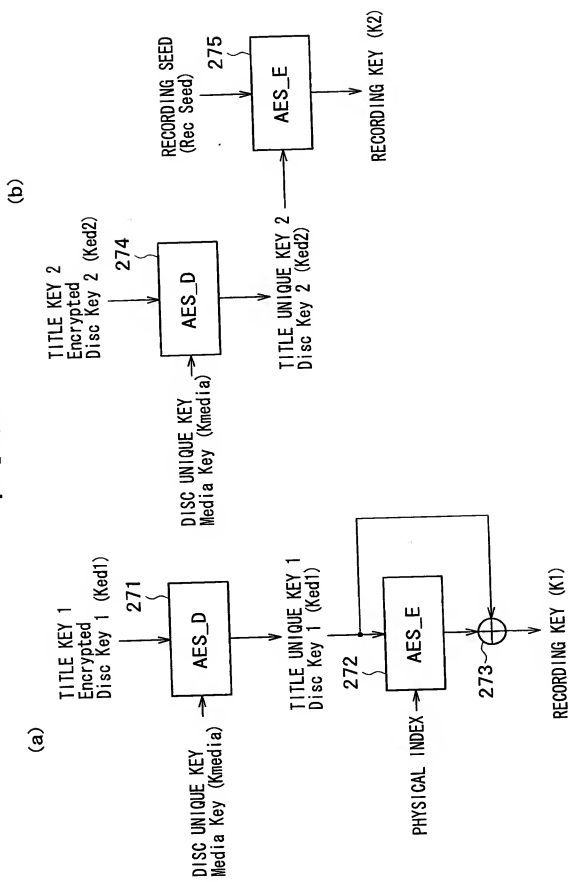 (a)
TITLE KEY 1
Encrypted
Disc Key 1 (Ked1)
271
AES_D
DISC UNIQUE KEY
Media Key (Kmedia)
TITLE UNIQUE KEY 1
Disc Key 1 (Ked1)
272
AES_E
PHYSICAL INDEX
273
RECORDING KEY (K1)
(b)
TITLE KEY 2
Encrypted
Disc Key 2 (Ked2)
274
AES_D
DISC UNIQUE KEY
Media Key (Kmedia)
TITLE UNIQUE KEY 2
Disc Key 2 (Ked2)
RECORDING SEED
(Rec Seed)
275
AES_E
RECORDING KEY (K2)